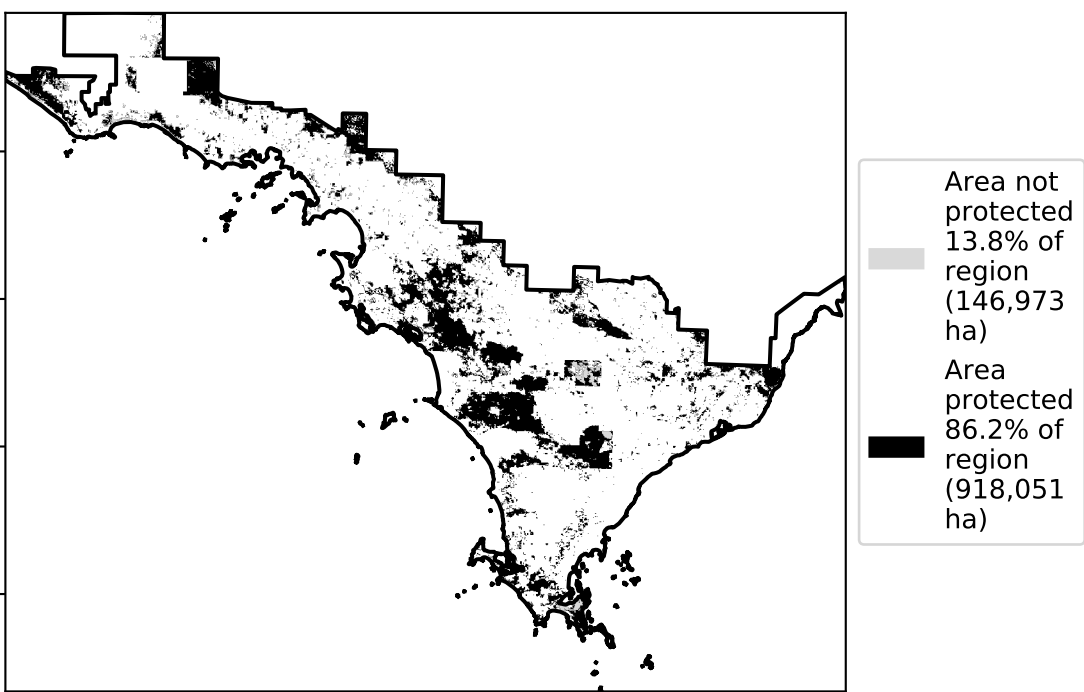 Area not
protected
13.8% of
region
(146,973
ha)
Area
protected
86.2% of
region
(918,051
ha)